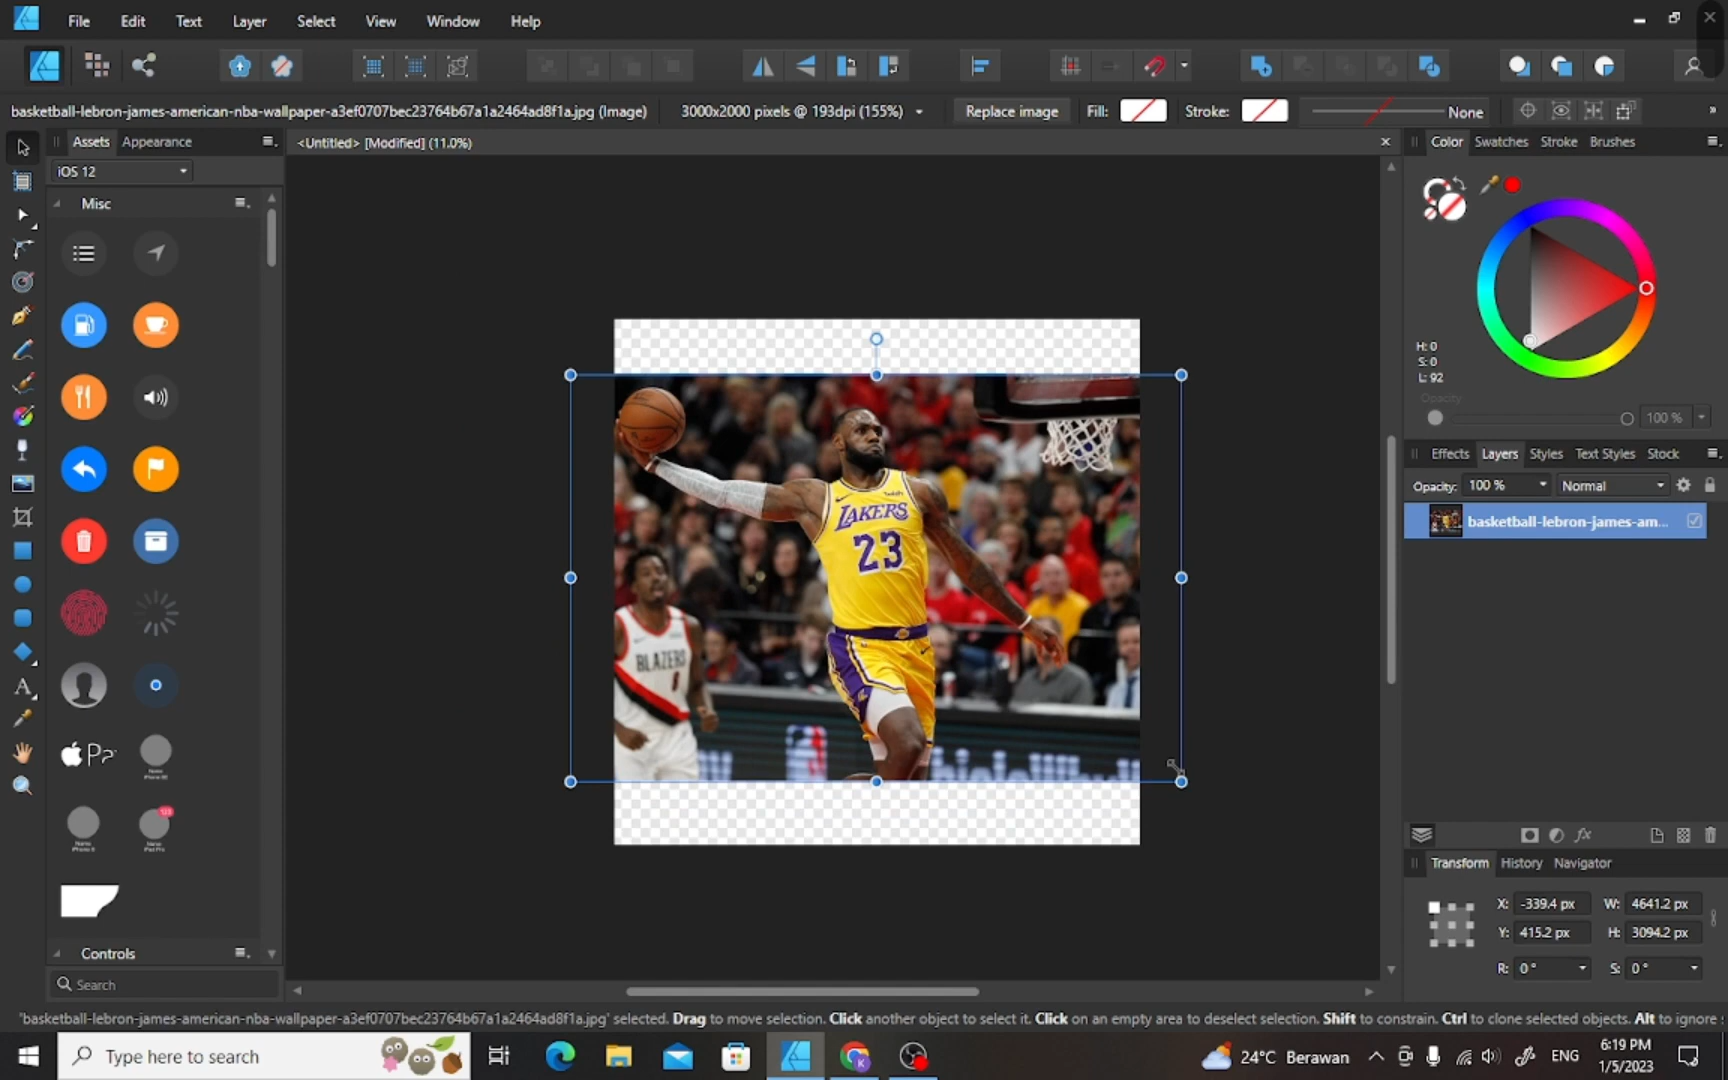 File Edit Text Layer Select View Window Help
basketball-lebron-james-american-nba-wallpaper-a3ef0707bec23764b67a1a2464ad8f1a.jpg (Image) 3000x2000 pixels @ 193dpi (155%) Replace image Fill: Stroke: None
Assets Appearance
<Untitled> [Modified] (11.0%)
Color Swatches Stroke Brushes
iOS 12
Misc
H: 0
S: 0
L: 92
Opacity
100 %
Effects Layers Styles Text Styles Stock
Opacity: 100 % Normal
basketball-lebron-james-am...
LAKERS
23
BLAZERS
Pa
Transform History Navigator
X: -339.4 px W: 4641.2 px
Y: 415.2 px H: 3094.2 px
R: 0° S: 0°
Controls
Search
'basketball-lebron-james-american-nba-wallpaper-a3ef0707bec23764b67a1a2464ad8f1a.jpg' selected. Drag to move selection. Click another object to select it. Click on an empty area to deselect selection. Shift to constrain. Ctrl to clone selected objects. Alt to ignore
Type here to search
24°C Berawan
ENG
6:19 PM
1/5/2023